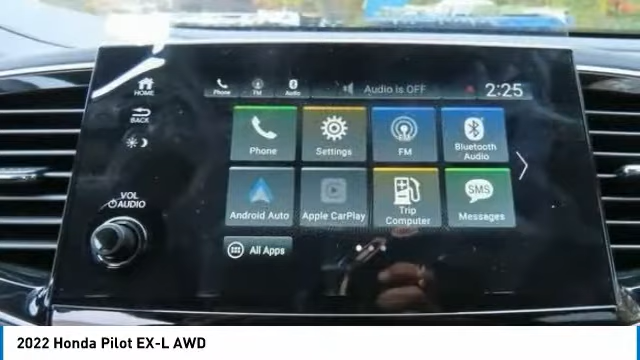 HOME
BACK
VOL
AUDIO
Phone
FM
Audio
Audio is OFF
2:25
Phone
Settings
FM
Bluetooth
Audio
Android Auto
Apple CarPlay
Trip
Computer
SMS
Messages
All Apps
2022 Honda Pilot EX-L AWD